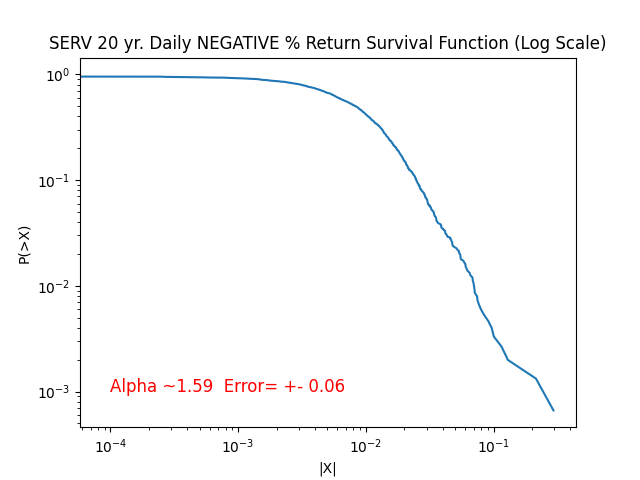 SERV 20 yr. Daily NEGATIVE % Return Survival Function (Log Scale)
10⁰
10⁻¹
10⁻²
10⁻³
P(>X)
Alpha ~1.59  Error= +- 0.06
10⁻⁴ 10⁻³ 10⁻² 10⁻¹
|X|